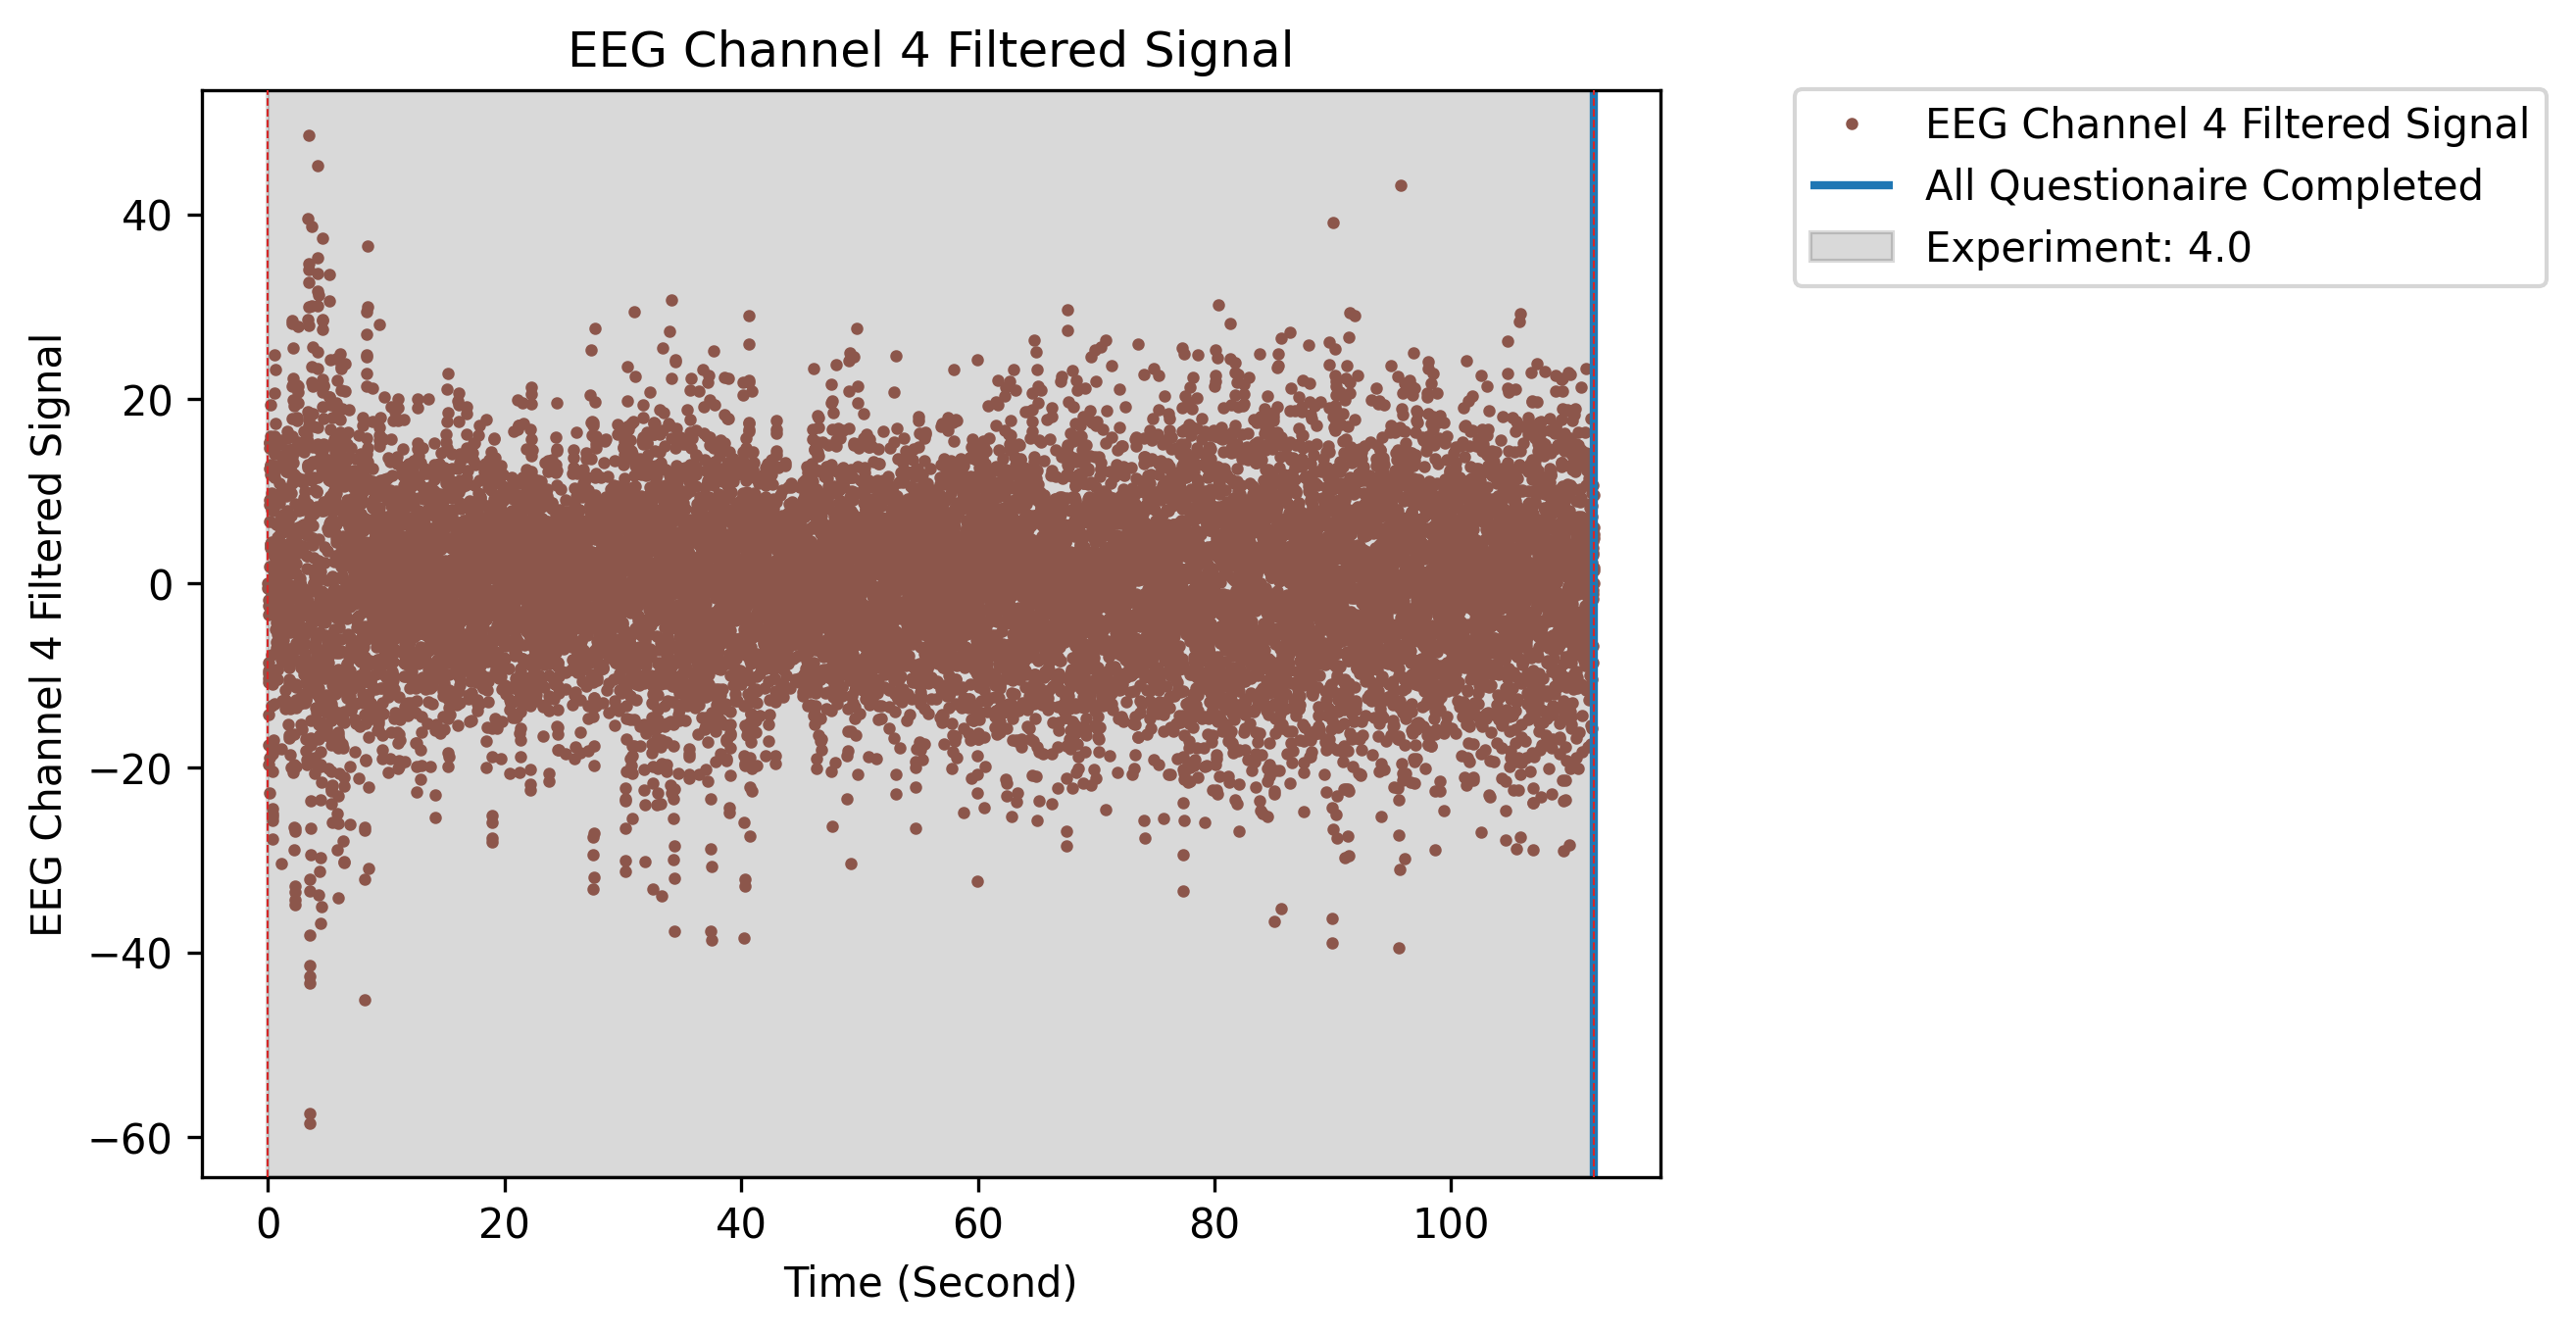 EEG Channel 4 Filtered Signal
EEG Channel 4 Filtered Signal
All Questionaire Completed
Experiment: 4.0
EEG Channel 4 Filtered Signal
40
20
0
−20
−40
−60
0 20 40 60 80 100
Time (Second)